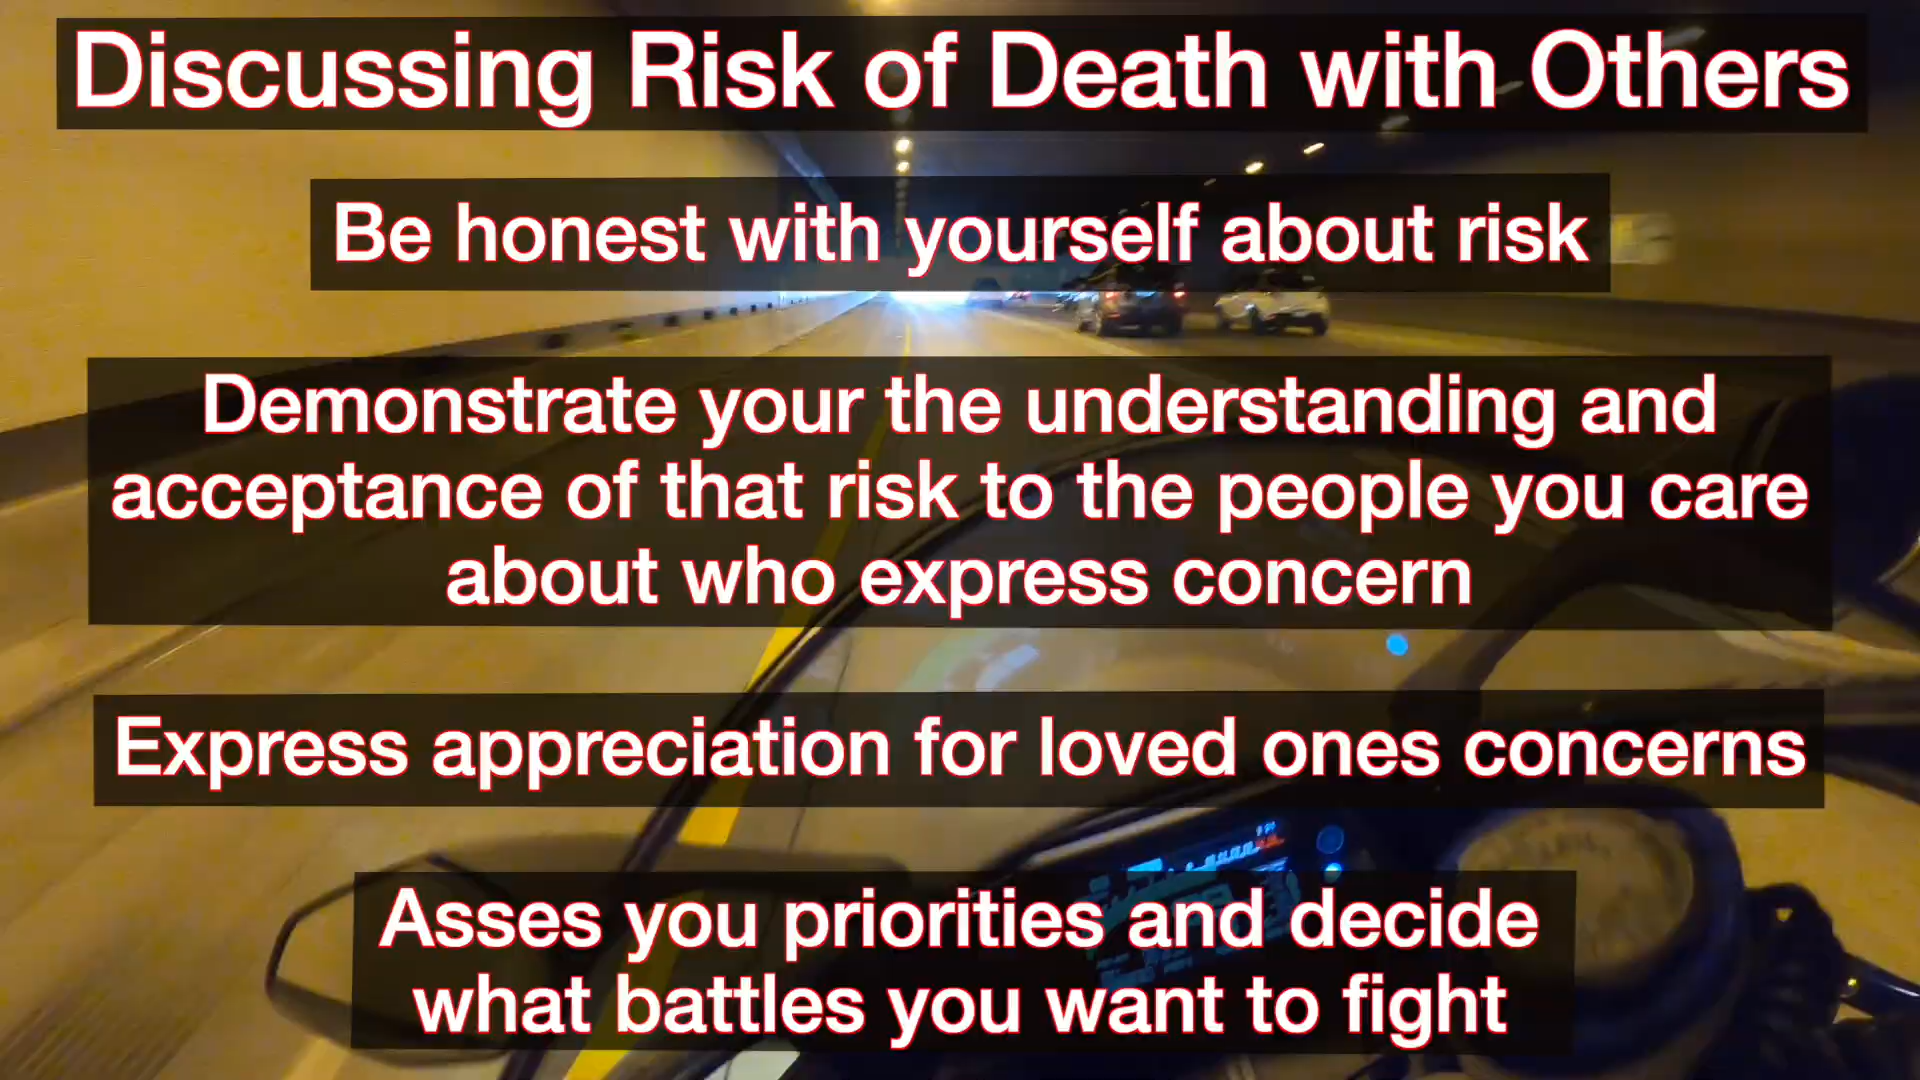 Discussing Risk of Death with Others
Be honest with yourself about risk
Demonstrate your the understanding and
acceptance of that risk to the people you care
about who express concern
Express appreciation for loved ones concerns
Asses you priorities and decide
what battles you want to fight